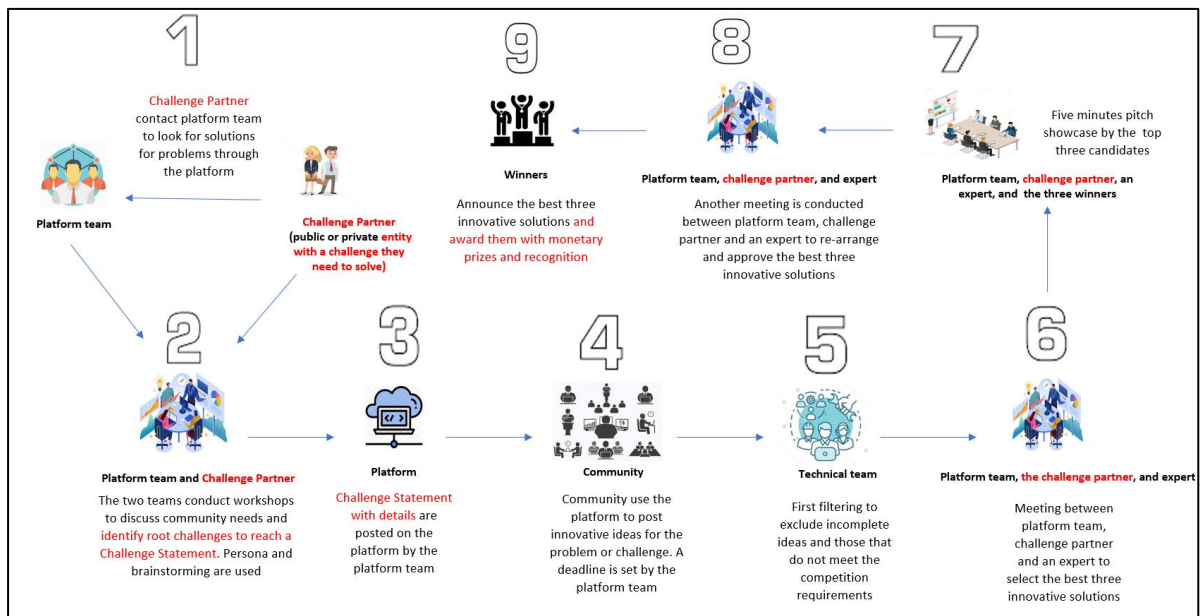 1
Challenge Partner
contact platform team
to look for solutions
for problems through
the platform
Platform team
Challenge Partner
(public or private entity
with a challenge they
need to solve)
2
Platform team and Challenge Partner
The two teams conduct workshops
to discuss community needs and
identify root challenges to reach a
Challenge Statement. Persona and
brainstorming are used
3
Platform
Challenge Statement
with details are
posted on the
platform by the
platform team
4
Community
Community use the
platform to post
innovative ideas for the
problem or challenge. A
deadline is set by the
platform team
5
Technical team
First filtering to
exclude incomplete
ideas and those that
do not meet the
competition
requirements
6
Platform team, the challenge partner, and expert
Meeting between
platform team,
challenge partner
and an expert to
select the best three
innovative solutions
7
Five minutes pitch
showcase by the top
three candidates
Platform team, challenge partner, an
expert, and the three winners
8
Platform team, challenge partner, and expert
Another meeting is conducted
between platform team, challenge
partner and an expert to re-arrange
and approve the best three
innovative solutions
9
Winners
Announce the best three
innovative solutions and
award them with monetary
prizes and recognition